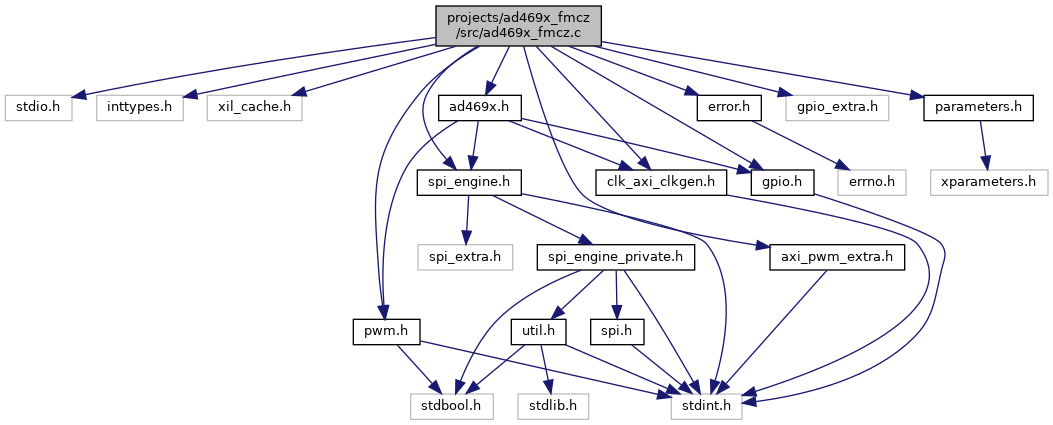 projects/ad469x_fmcz
/src/ad469x_fmcz.c
stdio.h
inttypes.h
xil_cache.h
ad469x.h
error.h
gpio_extra.h
parameters.h
spi_engine.h
clk_axi_clkgen.h
gpio.h
errno.h
xparameters.h
spi_extra.h
spi_engine_private.h
axi_pwm_extra.h
pwm.h
util.h
spi.h
stdbool.h
stdlib.h
stdint.h